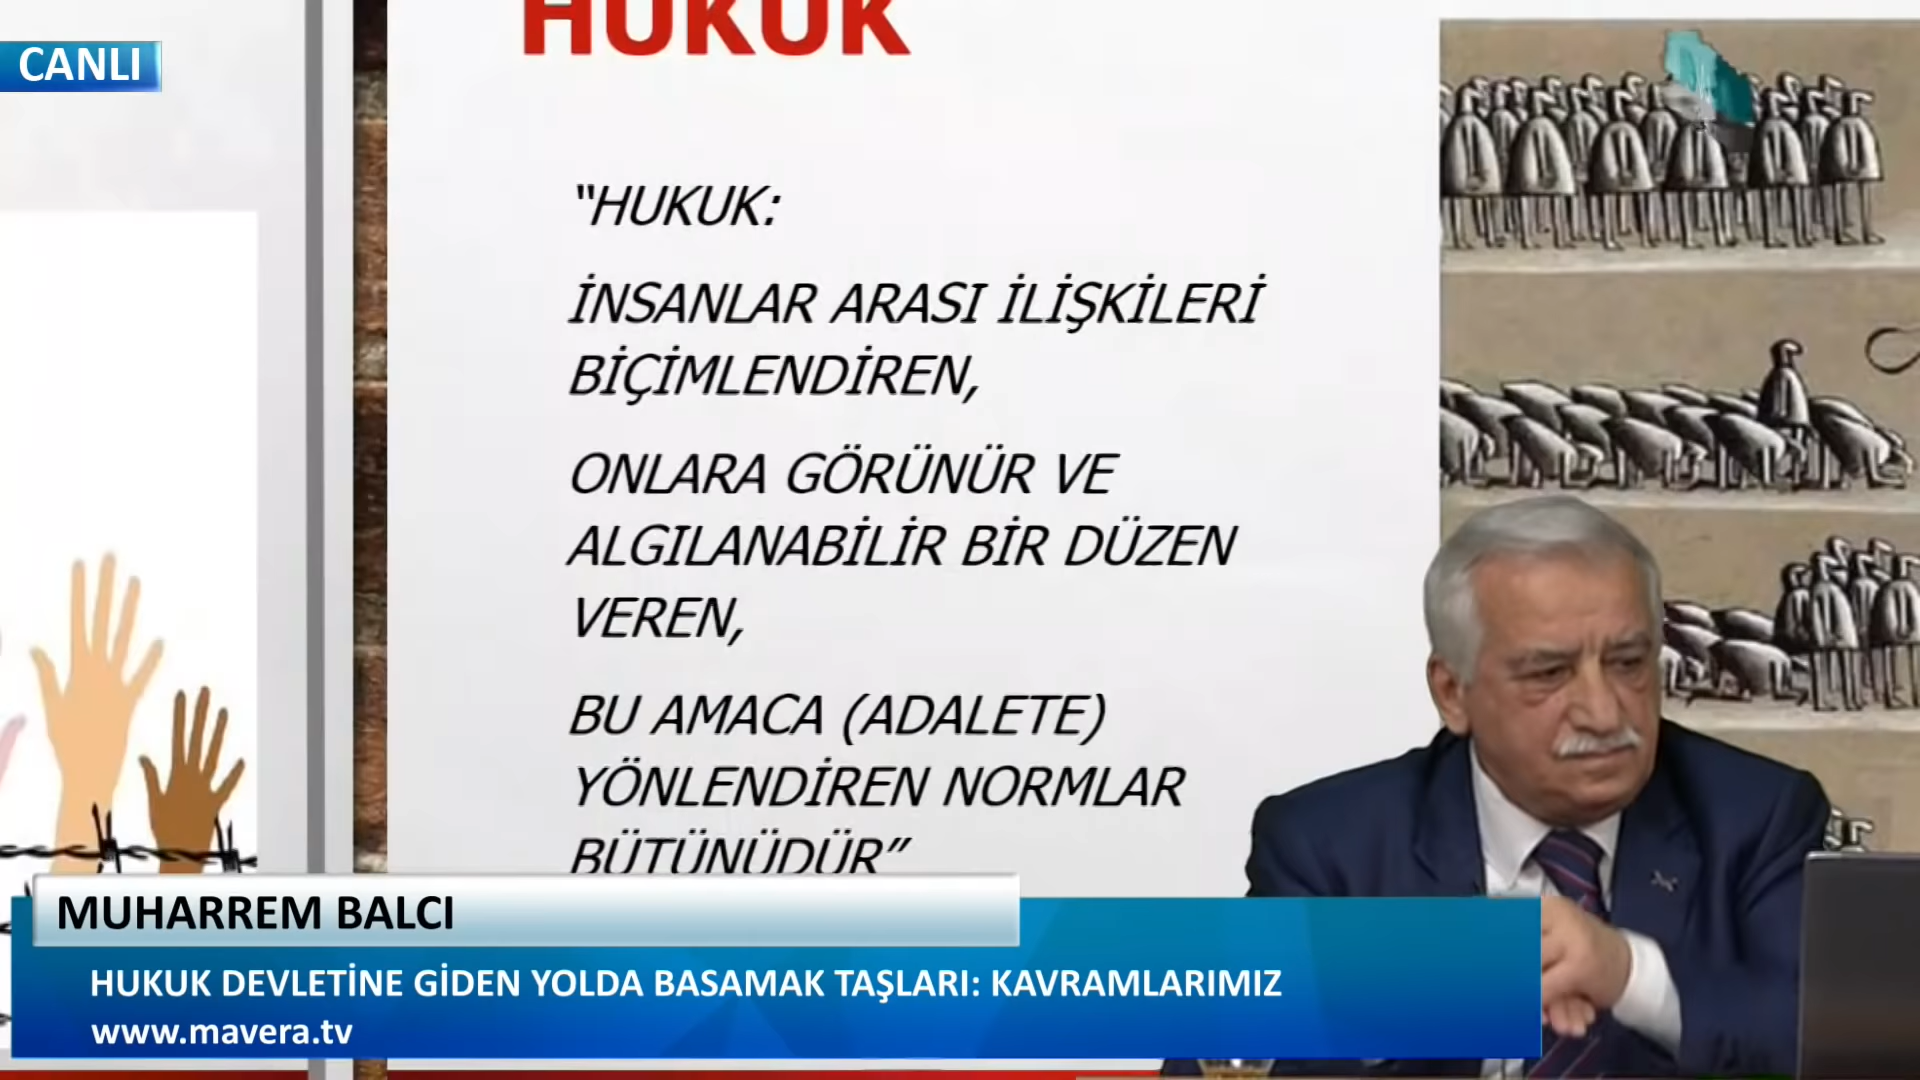 CANLI
HUKUK
"HUKUK:
İNSANLAR ARASI İLİŞKİLERİ
BİÇİMLENDİREN,
ONLARA GÖRÜNÜR VE
ALGILANABİLİR BİR DÜZEN
VEREN,
BU AMACA (ADALETE)
YÖNLENDİREN NORMLAR
BÜTÜNÜDÜR”
MUHARREM BALCI
HUKUK DEVLETİNE GİDEN YOLDA BASAMAK TAŞLARI: KAVRAMLARIMIZ
www.mavera.tv